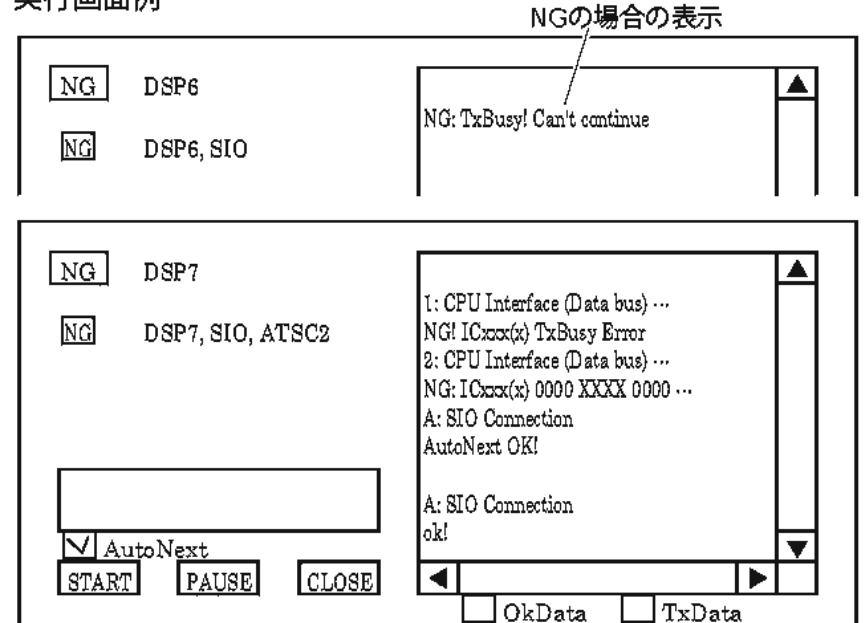 実行画面例
NGの場合の表示
NG DSP6
NG DSP6, SIO
NG: TxBusy! Can't continue
NG DSP7
NG DSP7, SIO, ATSC2
1: CPU Interface (Data bus) ···
NG! ICxxx(x) TxBusy Error
2: CPU Interface (Data bus) ···
NG: ICxxx(x) 0000 XXXX 0000 ···
A: SIO Connection
AutoNext OK!
A: SIO Connection
ok!
AutoNext
START PAUSE CLOSE
OkData TxData